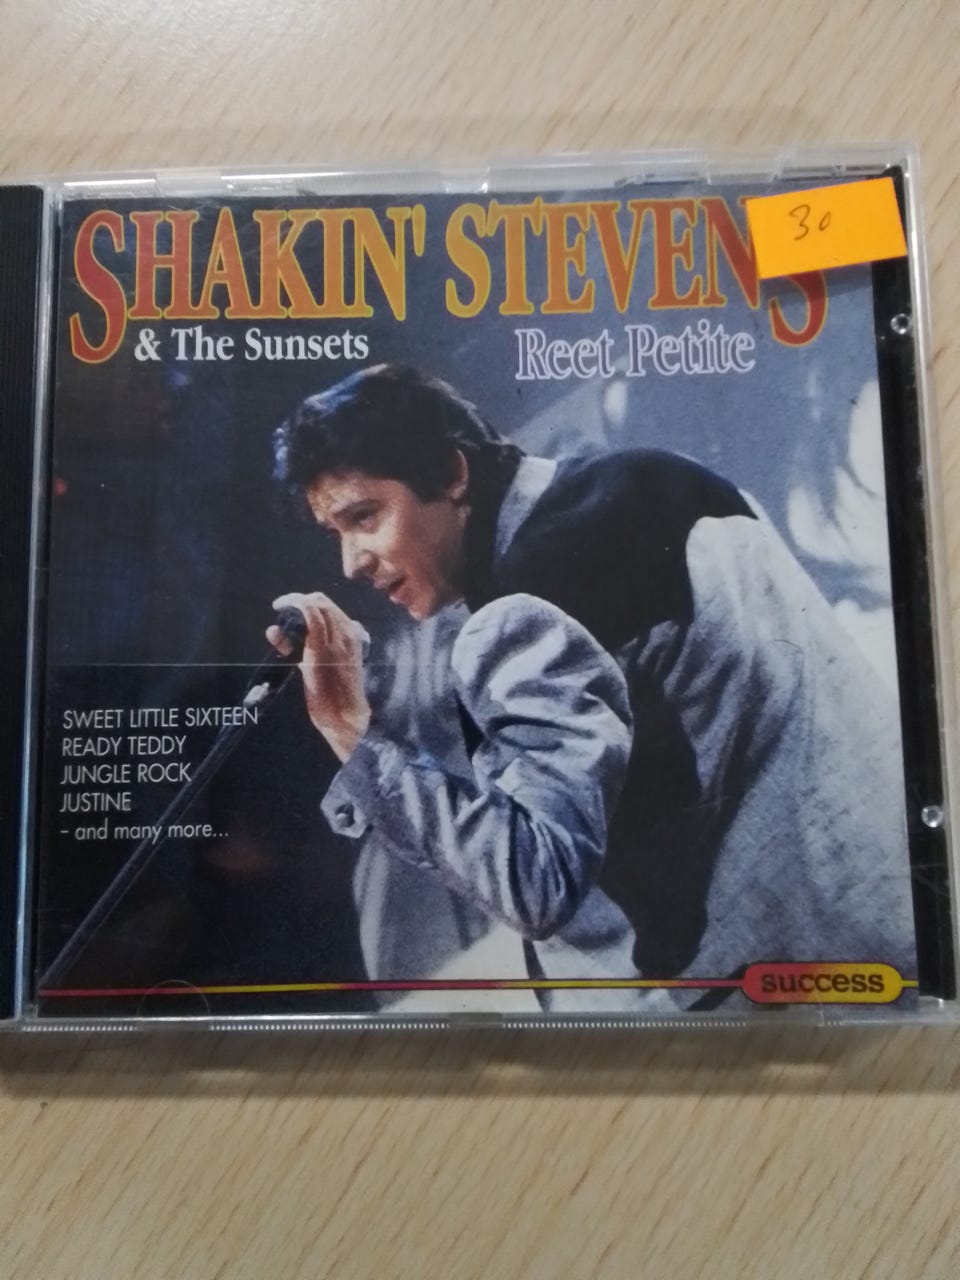 SHAKIN' STEVENS
30
& The Sunsets
Reet Petite
SWEET LITTLE SIXTEEN
READY TEDDY
JUNGLE ROCK
JUSTINE
– and many more...
success